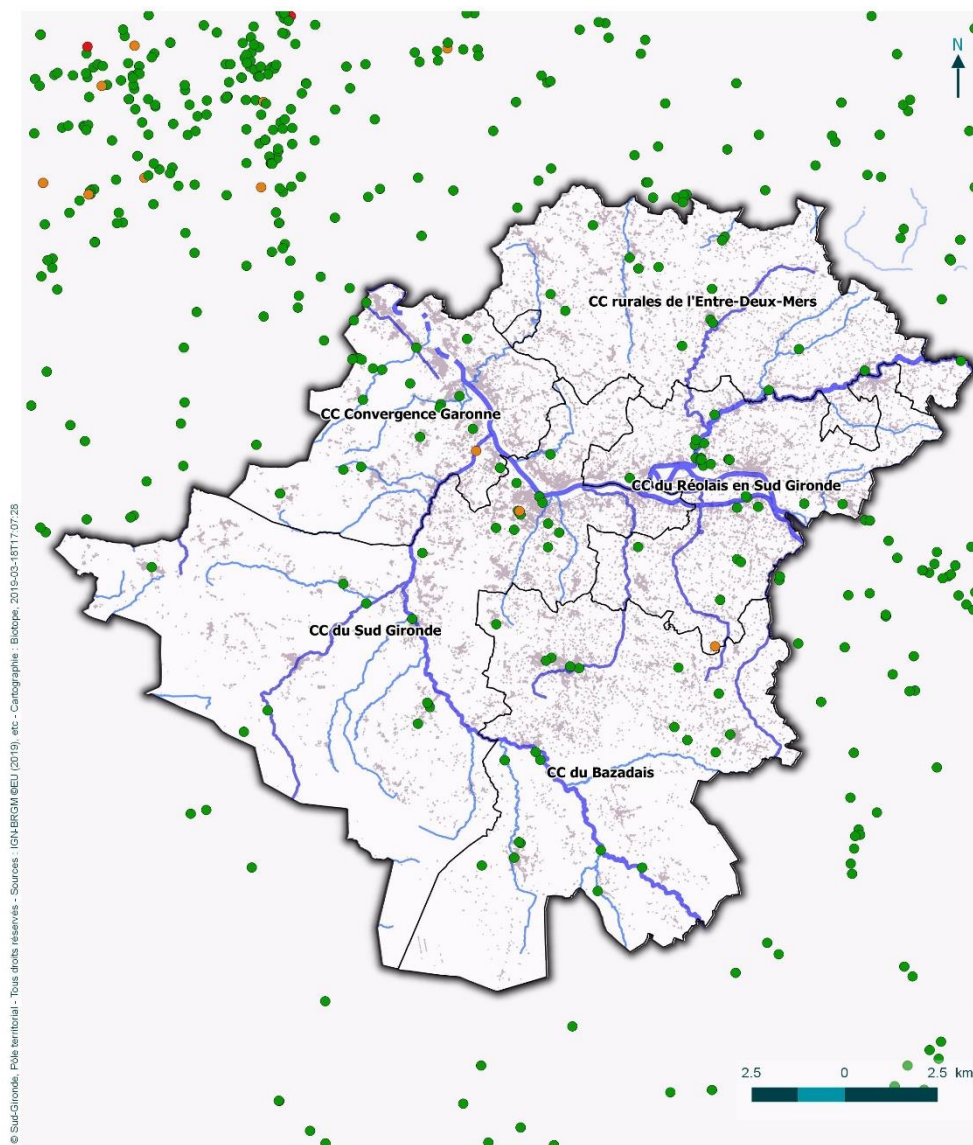 N
CC rurales de l'Entre-Deux-Mers
CC Convergence Garonne
CC du Réolais en Sud Gironde
CC du Sud Gironde
CC du Bazadais
2.5 0 2.5 km
© Sud-Gironde, Pôle territorial - Tous droits réservés - Sources : IGN-BRGM ©EU (2019), etc - Cartographie : Biotope, 2019-03-18T17:07:28